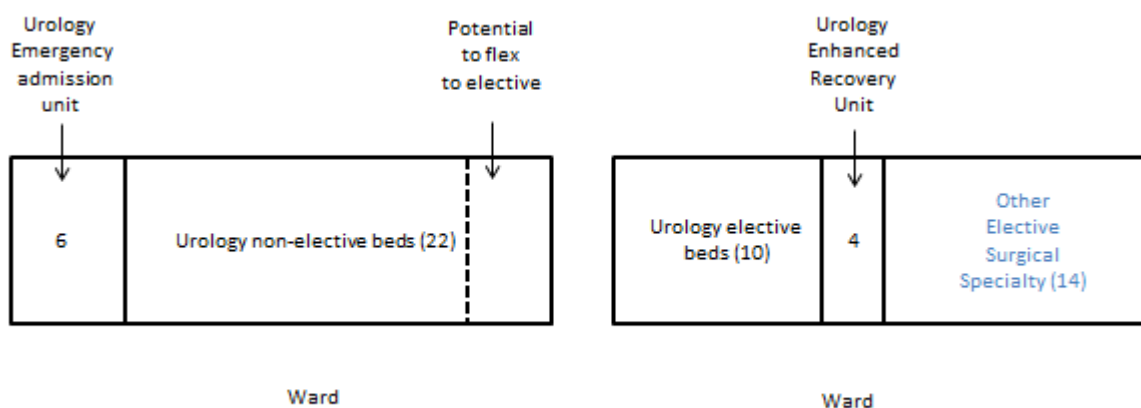 Urology
Emergency
admission
unit
Potential
to flex
to elective
Urology
Enhanced
Recovery
Unit
6
Urology non-elective beds (22)
Urology elective
beds (10)
4
Other
Elective
Surgical
Specialty (14)
Ward
Ward